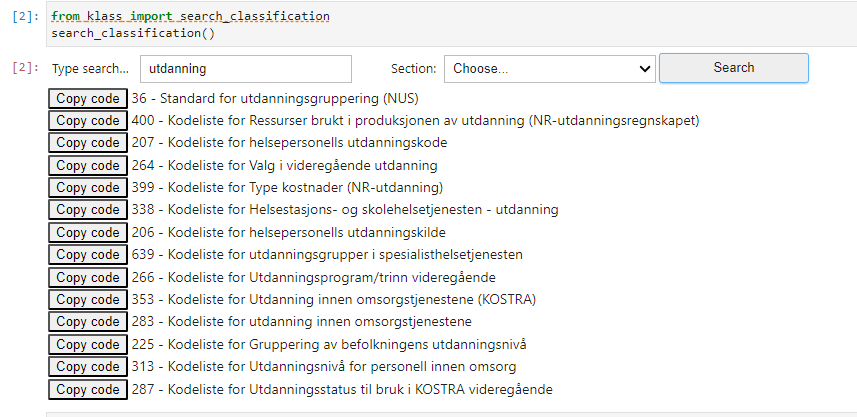 [2]: from klass import search_classification
search_classification()
[2]: Type search... utdanning Section: Choose... Search
Copy code 36 - Standard for utdanningsgruppering (NUS)
Copy code 400 - Kodeliste for Ressurser brukt i produksjonen av utdanning (NR-utdanningsregnskapet)
Copy code 207 - Kodeliste for helsepersonells utdanningskode
Copy code 264 - Kodeliste for Valg i videregående utdanning
Copy code 399 - Kodeliste for Type kostnader (NR-utdanning)
Copy code 338 - Kodeliste for Helsestasjons- og skolehelsetjenesten - utdanning
Copy code 206 - Kodeliste for helsepersonells utdanningskilde
Copy code 639 - Kodeliste for utdanningsgrupper i spesialisthelsetjenesten
Copy code 266 - Kodeliste for Utdanningsprogram/trinn videregående
Copy code 353 - Kodeliste for Utdanning innen omsorgstjenestene (KOSTRA)
Copy code 283 - Kodeliste for utdanning innen omsorgstjenestene
Copy code 225 - Kodeliste for Gruppering av befolkningens utdanningsnivå
Copy code 313 - Kodeliste for Utdanningsnivå for personell innen omsorg
Copy code 287 - Kodeliste for Utdanningsstatus til bruk i KOSTRA videregående